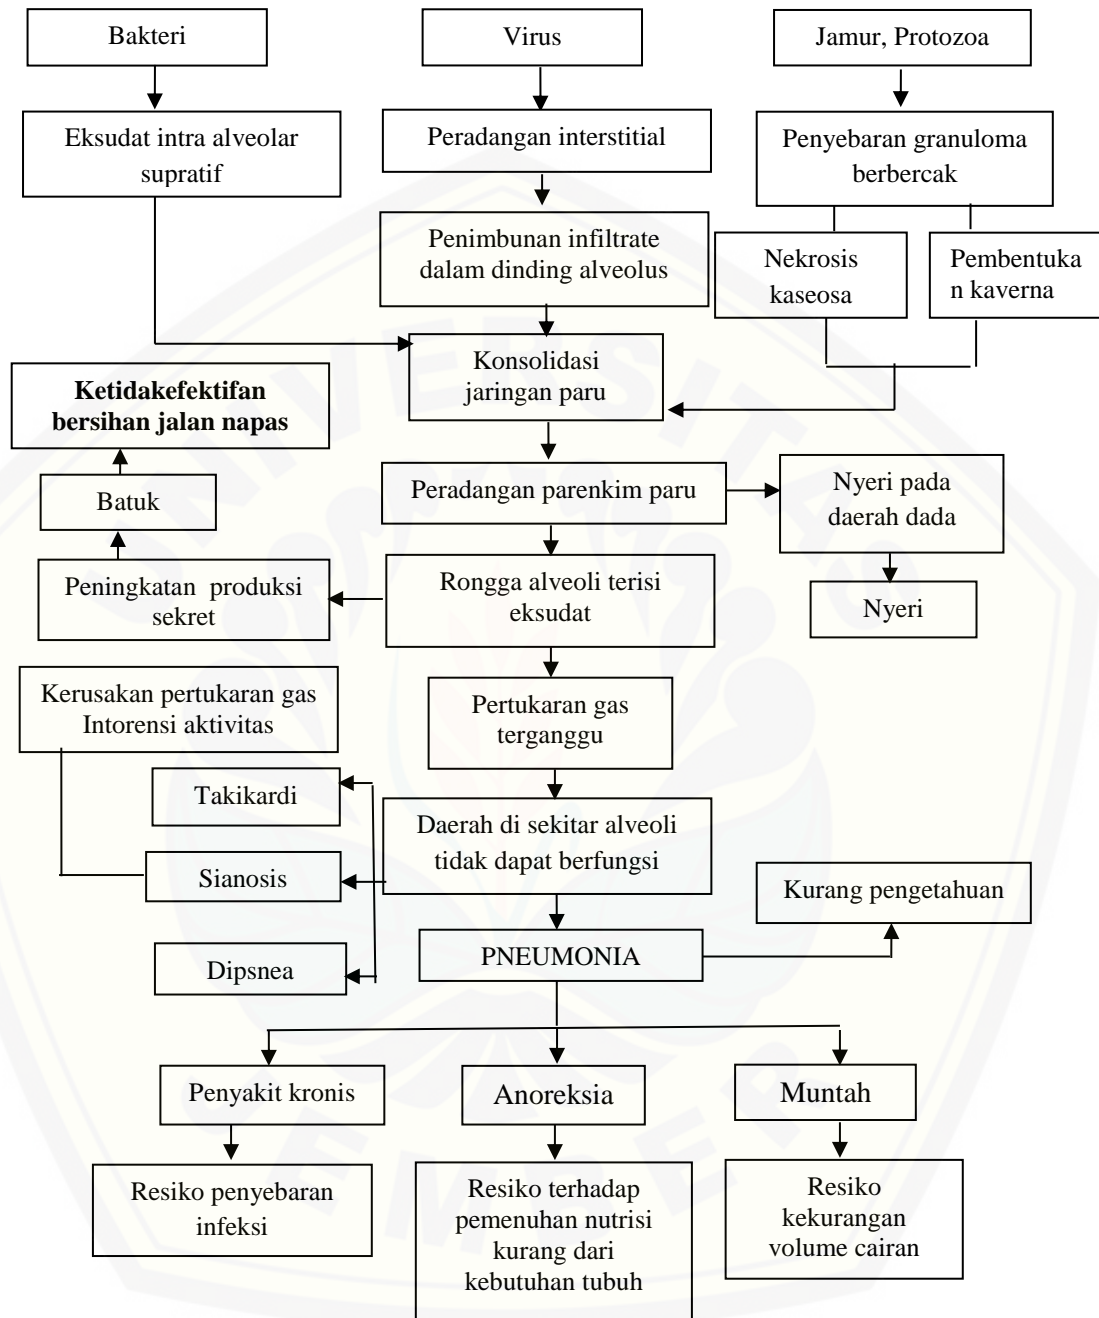 Bakteri
Virus
Jamur, Protozoa
Eksudat intra alveolar
supratif
Peradangan interstitial
Penyebaran granuloma
berbercak
Penimbunan infiltrate
dalam dinding alveolus
Nekrosis
kaseosa
Pembentuka
n kaverna
Konsolidasi
jaringan paru
Ketidakefektifan
bersihan jalan napas
Batuk
Peradangan parenkim paru
Nyeri pada
daerah dada
Peningkatan produksi
sekret
Rongga alveoli terisi
eksudat
Nyeri
Kerusakan pertukaran gas
Intorensi aktivitas
Pertukaran gas
terganggu
Takikardi
Daerah di sekitar alveoli
tidak dapat berfungsi
Sianosis
Kurang pengetahuan
Dipsnea
PNEUMONIA
Penyakit kronis
Anoreksia
Muntah
Resiko penyebaran
infeksi
Resiko terhadap
pemenuhan nutrisi
kurang dari
kebutuhan tubuh
Resiko
kekurangan
volume cairan
UNIVERSITAS
JEMBER